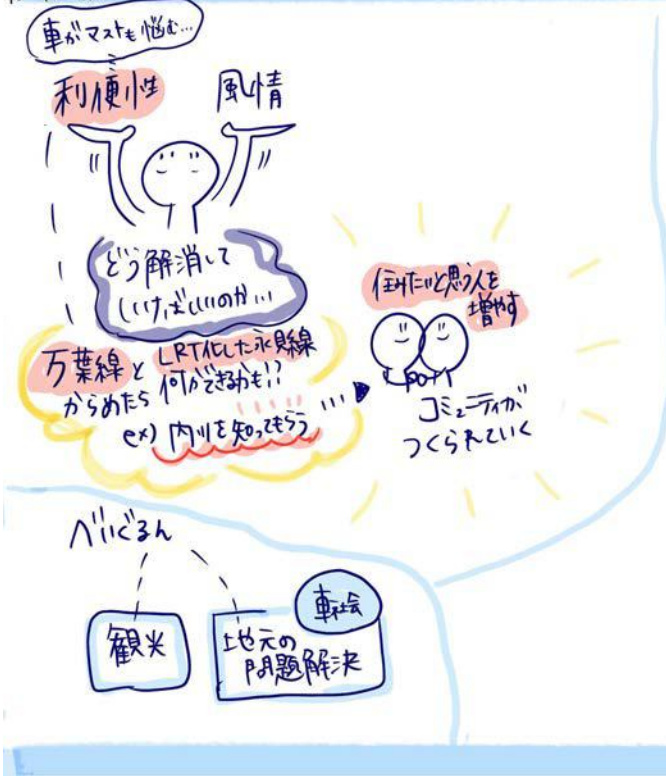 車がマストも悩む…
利便性
風情
どう解消して
いけばいいのか…
万葉線とLRT化した氷見線
からめたら何ができるかも!?
ex) 内川を知ってもらう
住みたいと思う人を
増やす
コミュニティが
つくられていく
べいぐるん
観光
車社会
地元の
問題解決